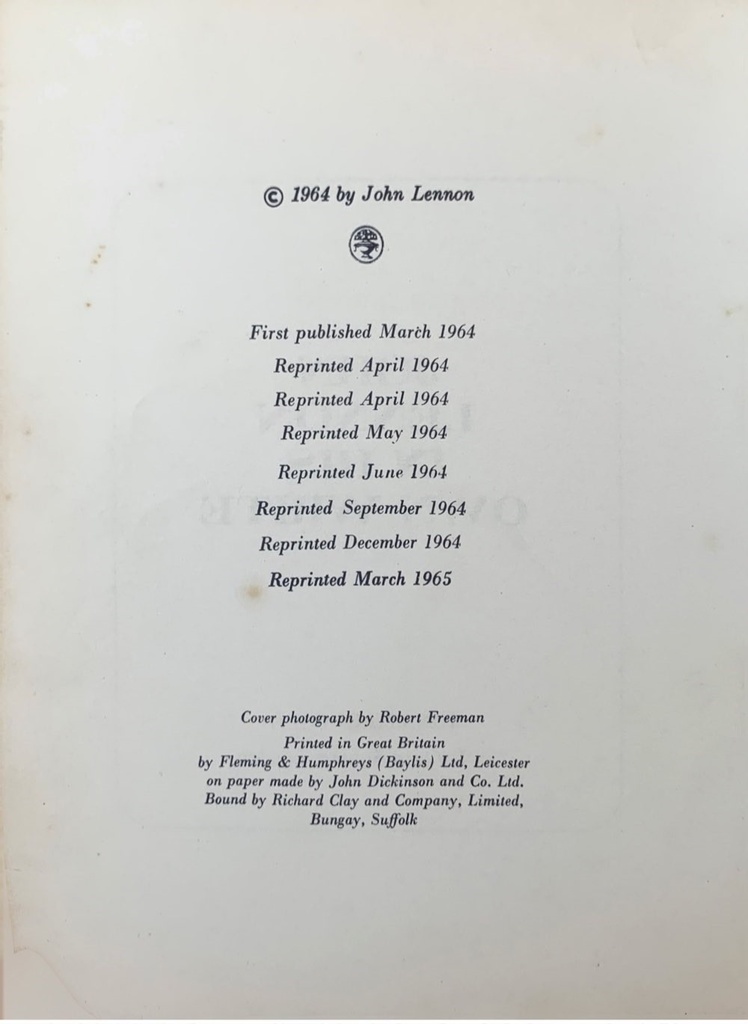 © 1964 by John Lennon
First published March 1964
Reprinted April 1964
Reprinted April 1964
Reprinted May 1964
Reprinted June 1964
Reprinted September 1964
Reprinted December 1964
Reprinted March 1965
Cover photograph by Robert Freeman
Printed in Great Britain
by Fleming & Humphreys (Baylis) Ltd, Leicester
on paper made by John Dickinson and Co. Ltd.
Bound by Richard Clay and Company, Limited,
Bungay, Suffolk